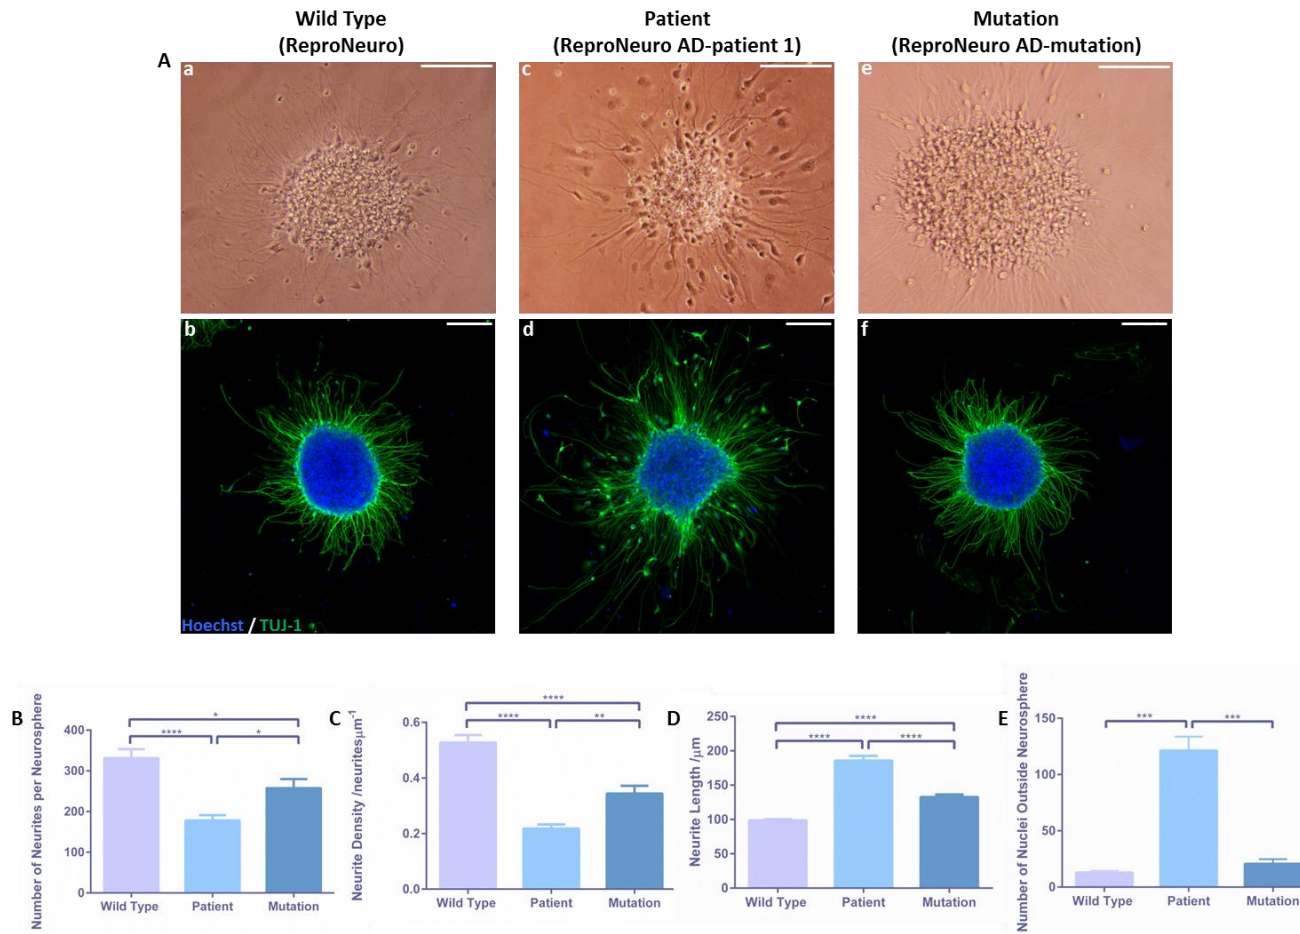 Wild Type
(ReproNeuro)
Patient
(ReproNeuro AD-patient 1)
Mutation
(ReproNeuro AD-mutation)
A
a
c
e
b
d
f
Hoechst / TUJ-1
B
Number of Neurites per Neurosphere
400
300
200
100
0
*
****
*
Wild Type
Patient
Mutation
C
Neurite Density /neuritesμm⁻¹
0.6
0.4
0.2
0.0
****
****
**
Wild Type
Patient
Mutation
D
Neurite Length /μm
250
200
150
100
50
0
****
****
****
Wild Type
Patient
Mutation
E
Number of Nuclei Outside Neurosphere
150
100
50
0
***
***
Wild Type
Patient
Mutation